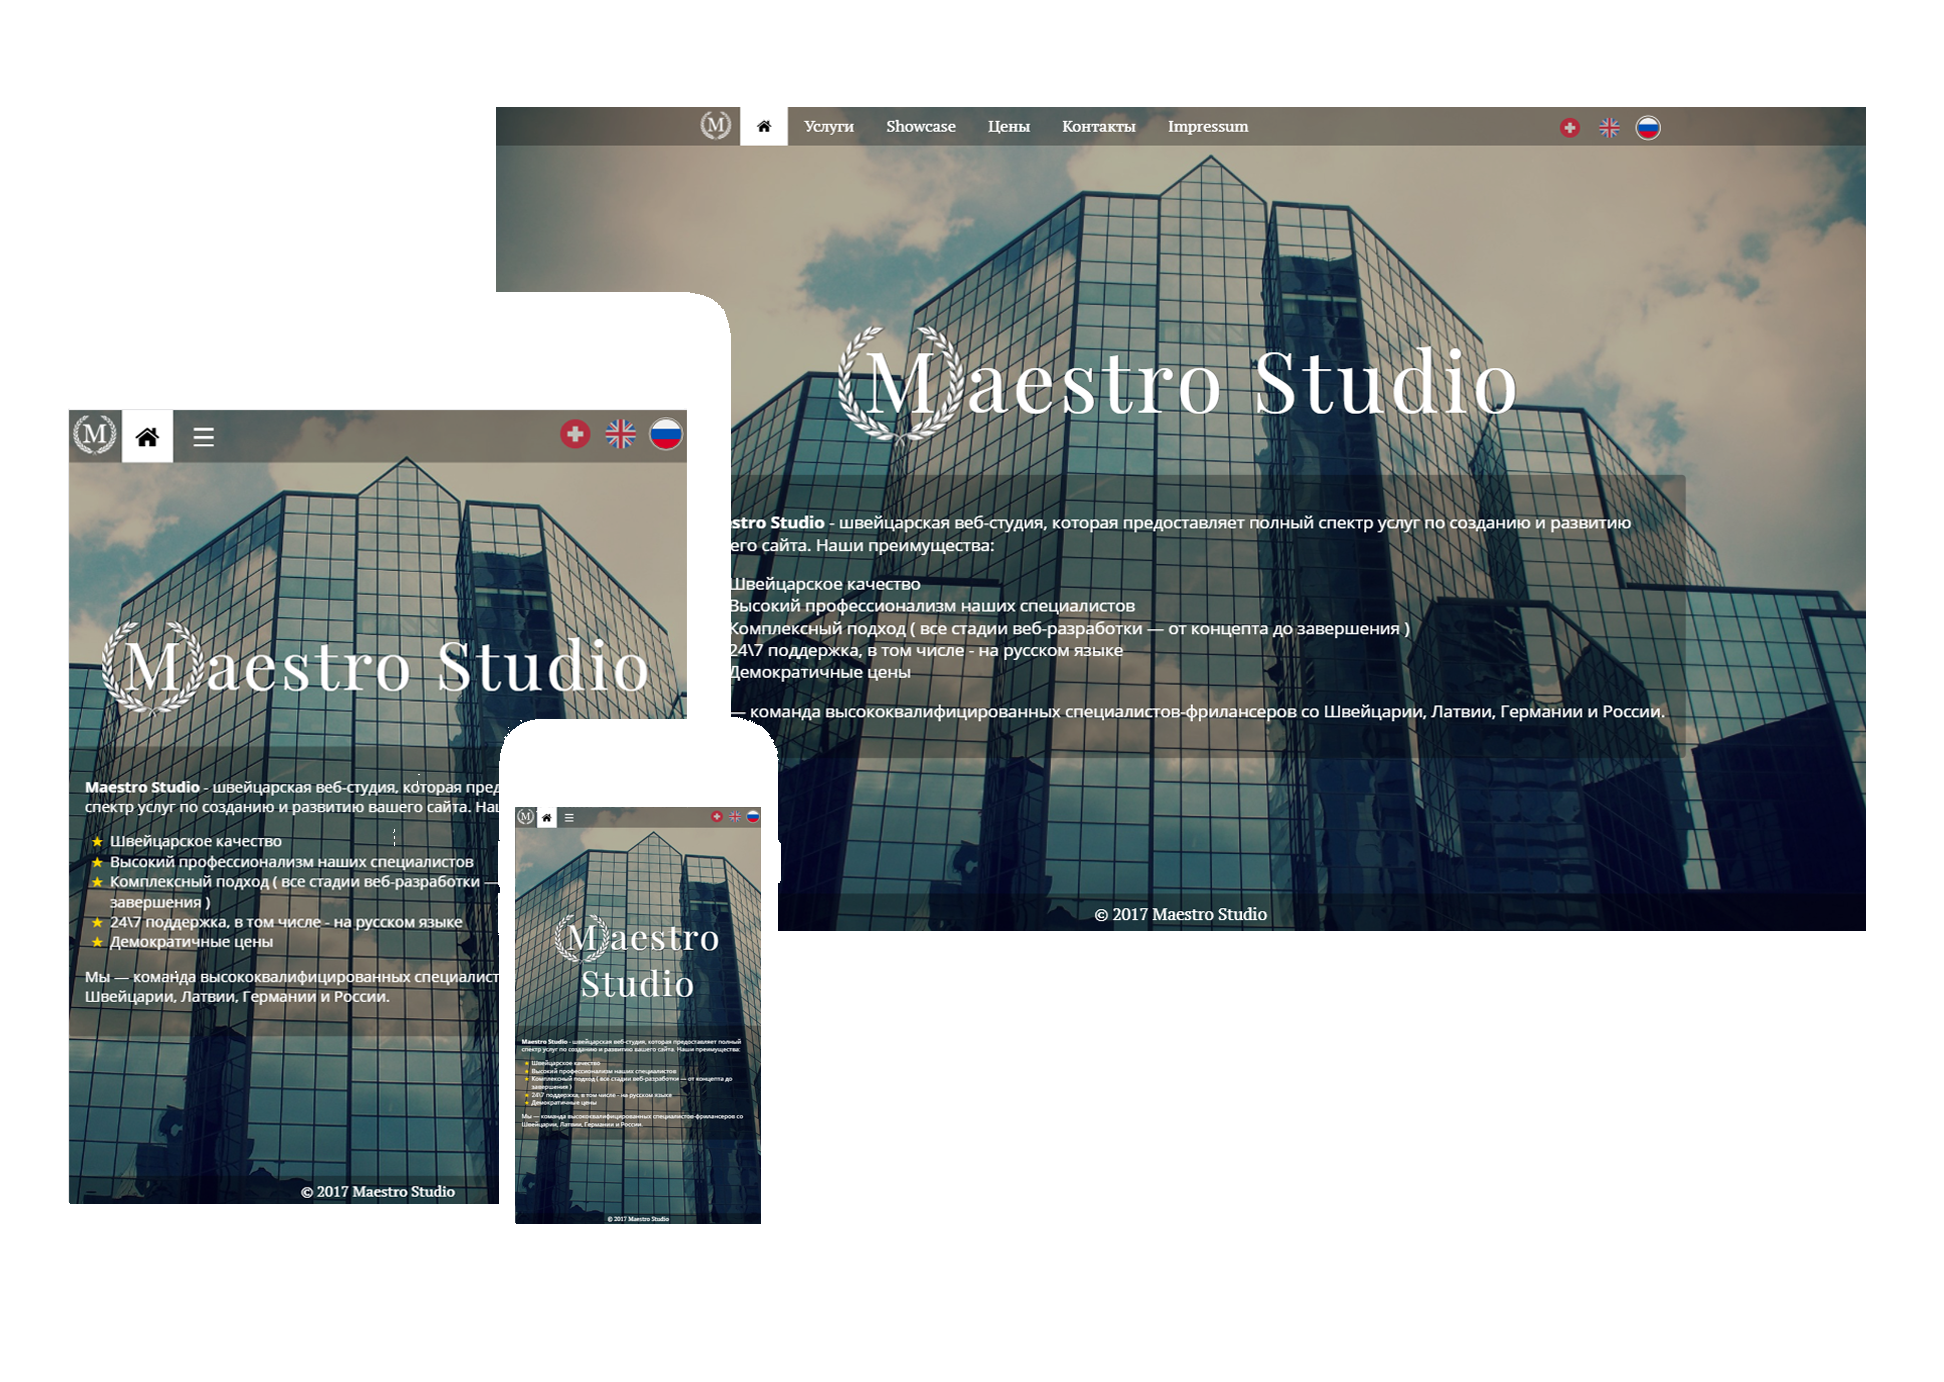 M Услуги Showcase Цены Контакты Impressum
Maestro Studio
estro Studio - швейцарская веб-студия, которая предоставляет полный спектр услуг по созданию и развитию
его сайта. Наши преимущества:
Швейцарское качество
Высокий профессионализм наших специалистов
Комплексный подход ( все стадии веб-разработки — от концепта до завершения )
24\7 поддержка, в том числе - на русском языке
Демократичные цены
— команда высококвалифицированных специалистов-фрилансеров со Швейцарии, Латвии, Германии и России.
© 2017 Maestro Studio
M
Maestro Studio
Maestro Studio - швейцарская веб-студия, которая пред
спектр услуг по созданию и развитию вашего сайта. На
Швейцарское качество
Высокий профессионализм наших специалистов
Комплексный подход ( все стадии веб-разработки —
завершения )
24\7 поддержка, в том числе - на русском языке
Демократичные цены
Мы — команда высококвалифицированных специалист
Швейцарии, Латвии, Германии и России.
© 2017 Maestro Studio
M
Maestro
Studio
Maestro Studio - швейцарская веб-студия, которая предоставляет полный
спектр услуг по созданию и развитию вашего сайта. Наши преимущества:
Швейцарское качество
Высокий профессионализм наших специалистов
Комплексный подход ( все стадии веб-разработки — от концепта до
завершения )
24\7 поддержка, в том числе - на русском языке
Демократичные цены
Мы — команда высококвалифицированных специалистов-фрилансеров со
Швейцарии, Латвии, Германии и России.
© 2017 Maestro Studio